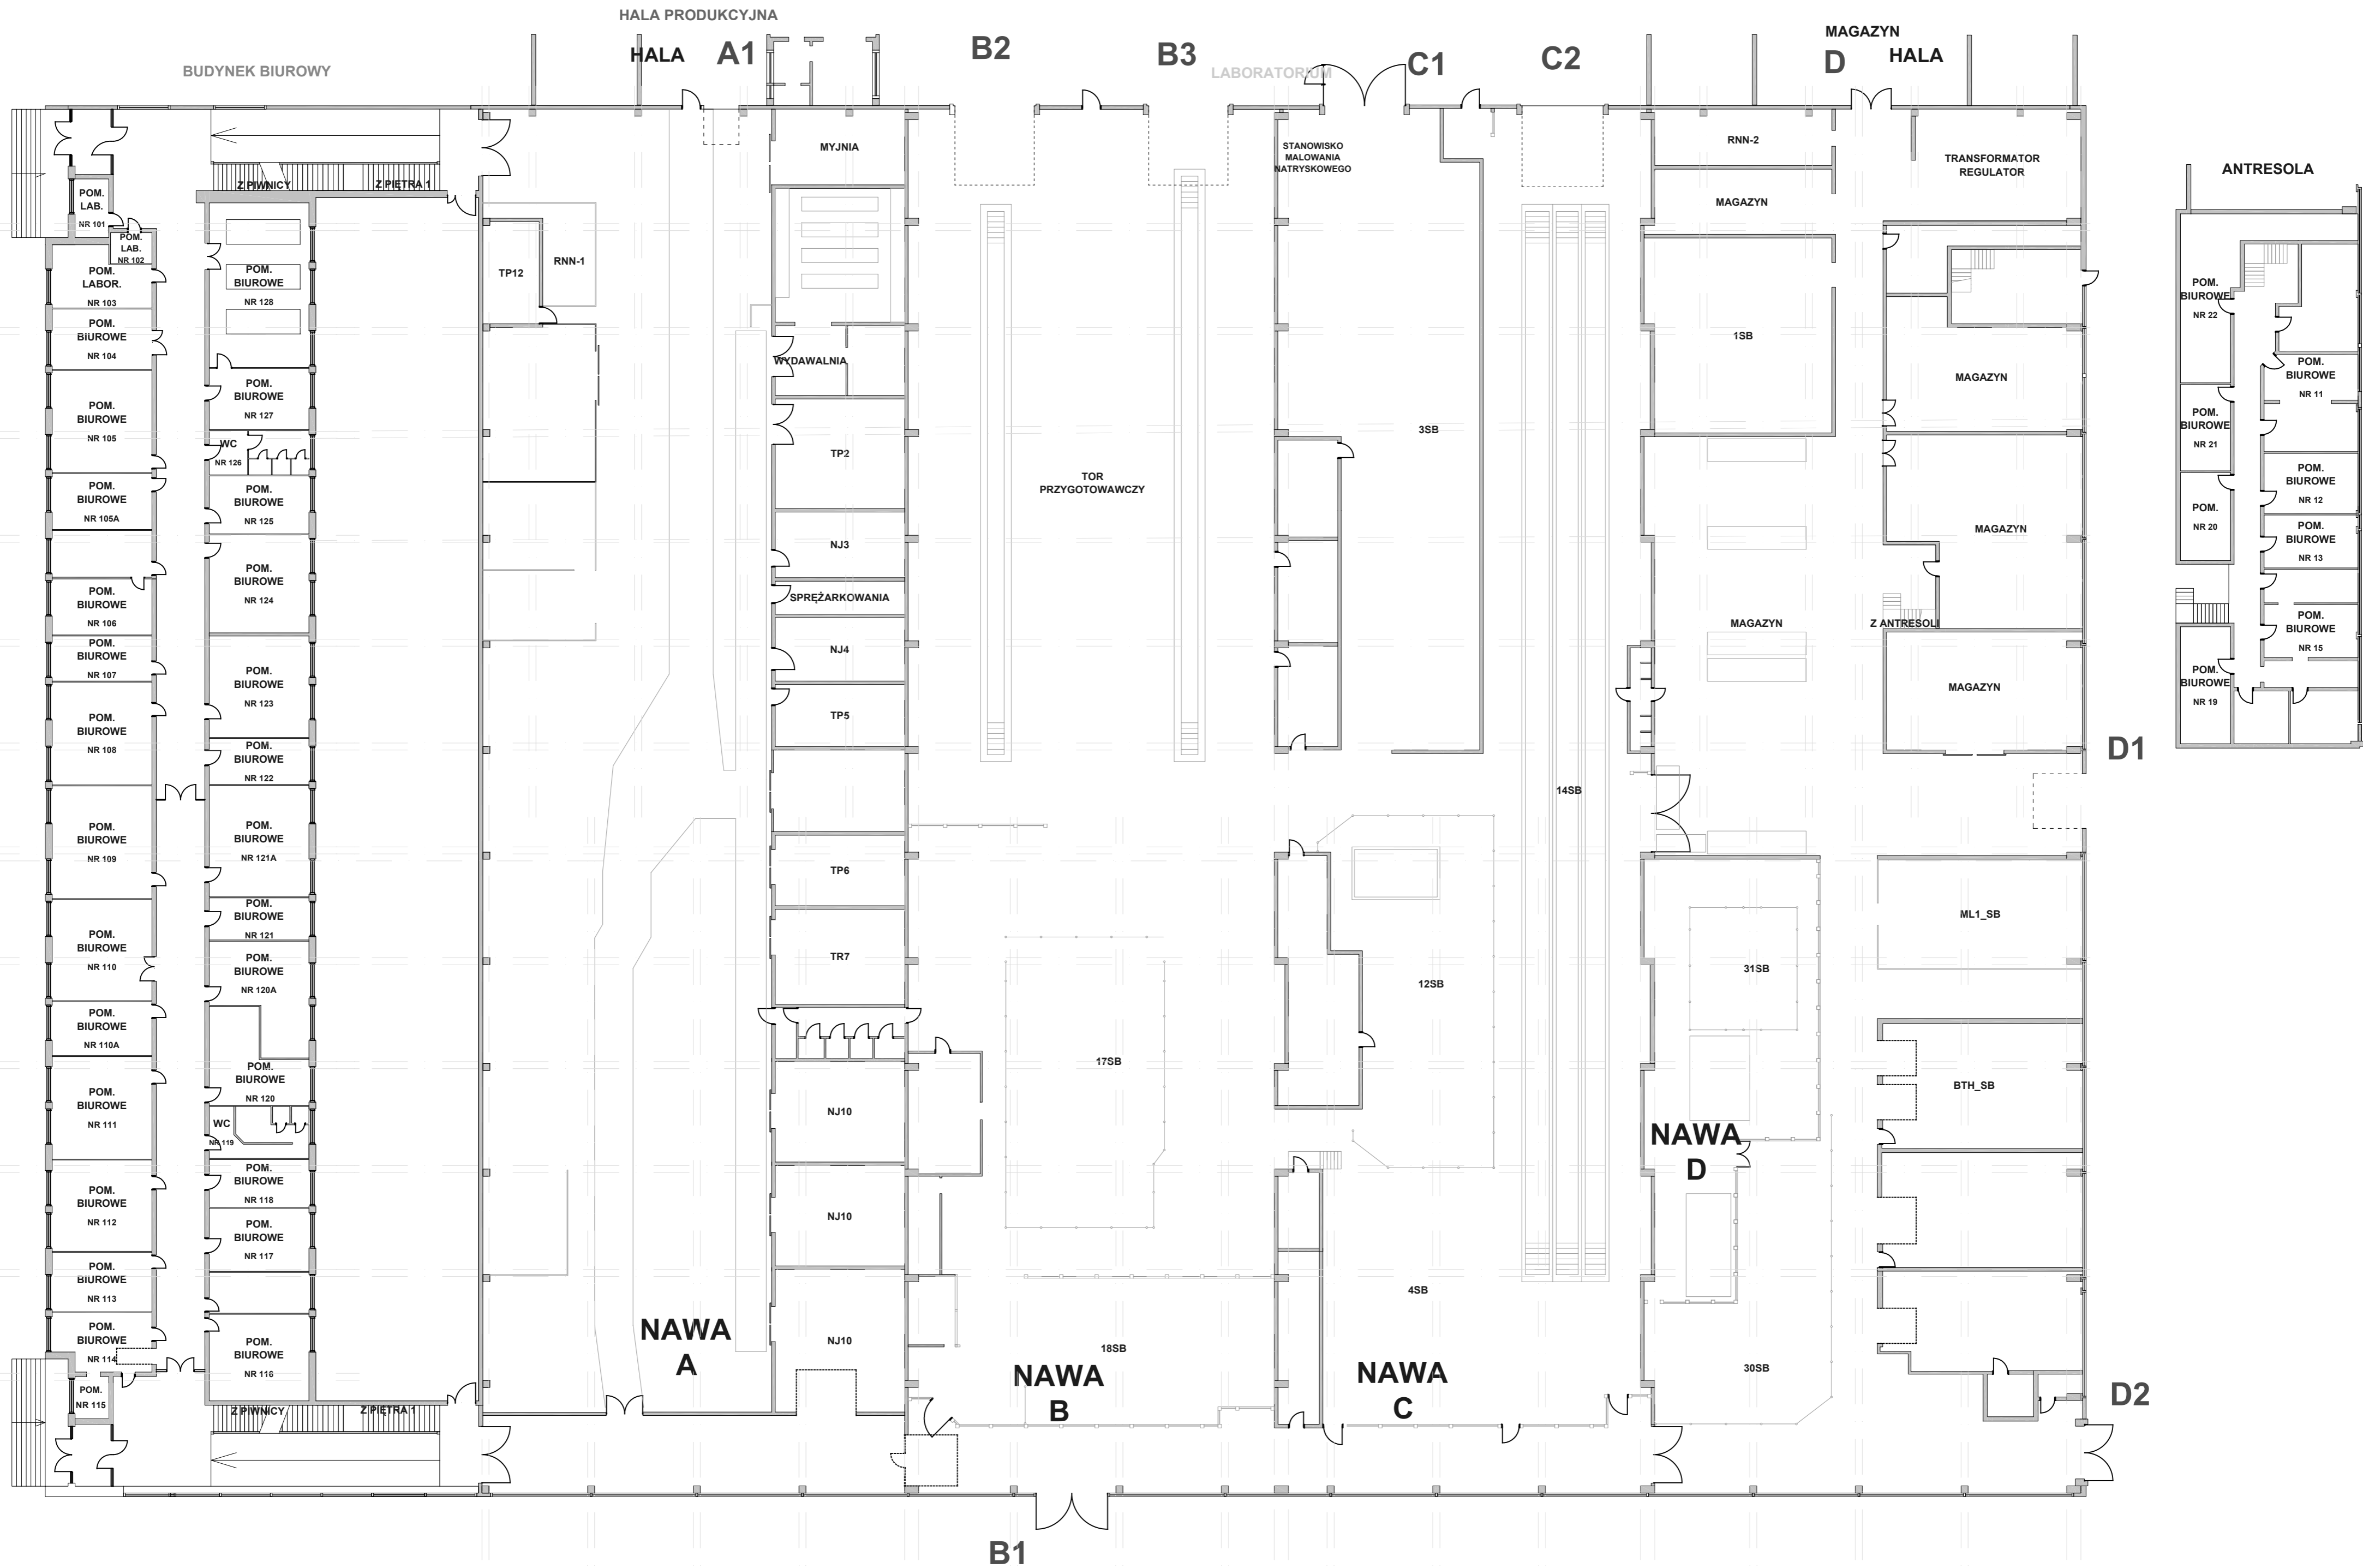 HALA PRODUKCYJNA
MAGAZYN
BUDYNEK BIUROWY
HALA
A1
B2
B3
LABORATORIUM
C1
C2
D
HALA
POM.
LAB.
NR 101
POM.
LAB.
NR 102
POM.
LABOR.
NR 103
POM.
BIUROWE
NR 104
POM.
BIUROWE
NR 105
POM.
BIUROWE
NR 105A
POM.
BIUROWE
NR 106
POM.
BIUROWE
NR 107
POM.
BIUROWE
NR 108
POM.
BIUROWE
NR 109
POM.
BIUROWE
NR 110
POM.
BIUROWE
NR 110A
POM.
BIUROWE
NR 111
POM.
BIUROWE
NR 112
POM.
BIUROWE
NR 113
POM.
BIUROWE
NR 114
POM.
NR 115
Z PIWNICY
Z PIĘTRA 1
POM.
BIUROWE
NR 128
POM.
BIUROWE
NR 127
WC
NR 126
POM.
BIUROWE
NR 125
POM.
BIUROWE
NR 124
POM.
BIUROWE
NR 123
POM.
BIUROWE
NR 122
POM.
BIUROWE
NR 121A
POM.
BIUROWE
NR 121
POM.
BIUROWE
NR 120A
POM.
BIUROWE
NR 120
WC
NR 119
POM.
BIUROWE
NR 118
POM.
BIUROWE
NR 117
POM.
BIUROWE
NR 116
Z PIWNICY
Z PIĘTRA 1
TP12
RNN-1
NAWA
A
MYJNIA
WYDAWALNIA
TP2
NJ3
SPRĘŻARKOWANIA
NJ4
TP5
TP6
TR7
NJ10
NJ10
NJ10
TOR
PRZYGOTOWAWCZY
17SB
18SB
NAWA
B
B1
STANOWISKO
MALOWANIA
NATRYSKOWEGO
3SB
14SB
12SB
4SB
NAWA
C
RNN-2
MAGAZYN
1SB
MAGAZYN
31SB
NAWA
D
30SB
TRANSFORMATOR
REGULATOR
MAGAZYN
MAGAZYN
Z ANTRESOLI
MAGAZYN
D1
ML1_SB
BTH_SB
D2
ANTRESOLA
POM.
BIUROWE
NR 22
POM.
BIUROWE
NR 21
POM.
NR 20
POM.
BIUROWE
NR 19
POM.
BIUROWE
NR 11
POM.
BIUROWE
NR 12
POM.
BIUROWE
NR 13
POM.
BIUROWE
NR 15